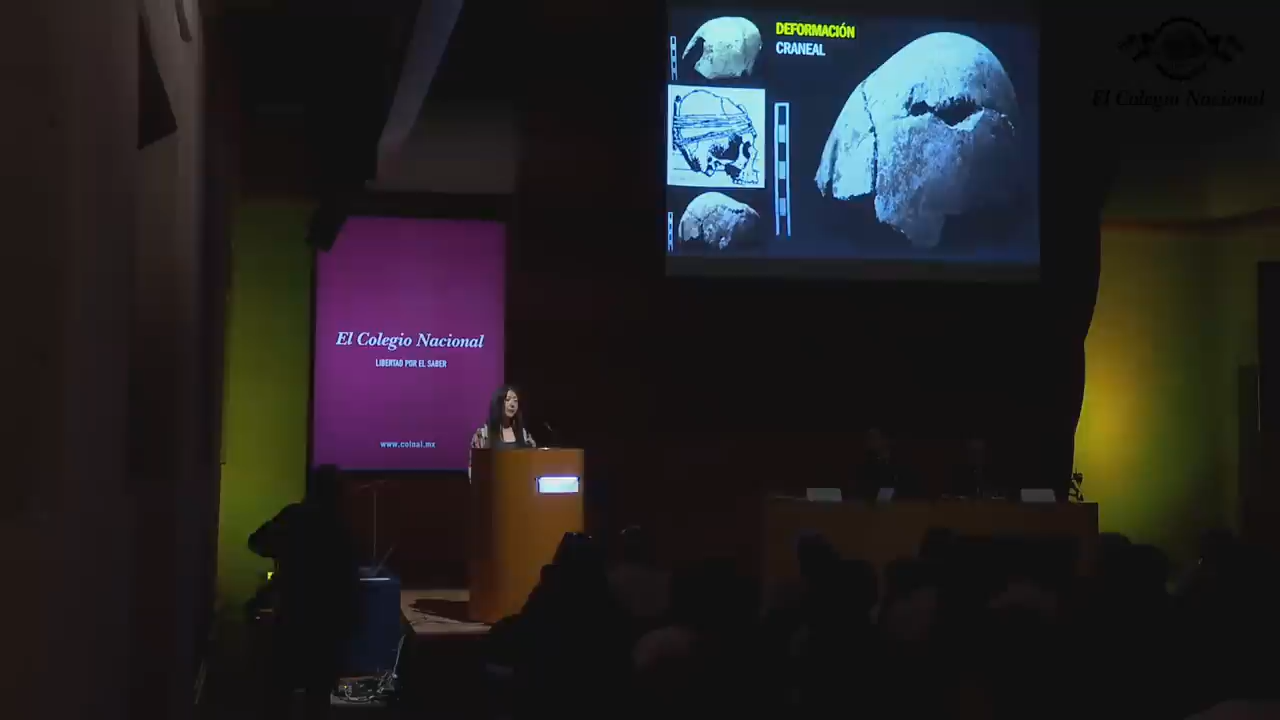 DEFORMACIÓN
CRANEAL
El Colegio Nacional
El Colegio Nacional
LIBERTAD POR EL SABER
www.colnal.mx